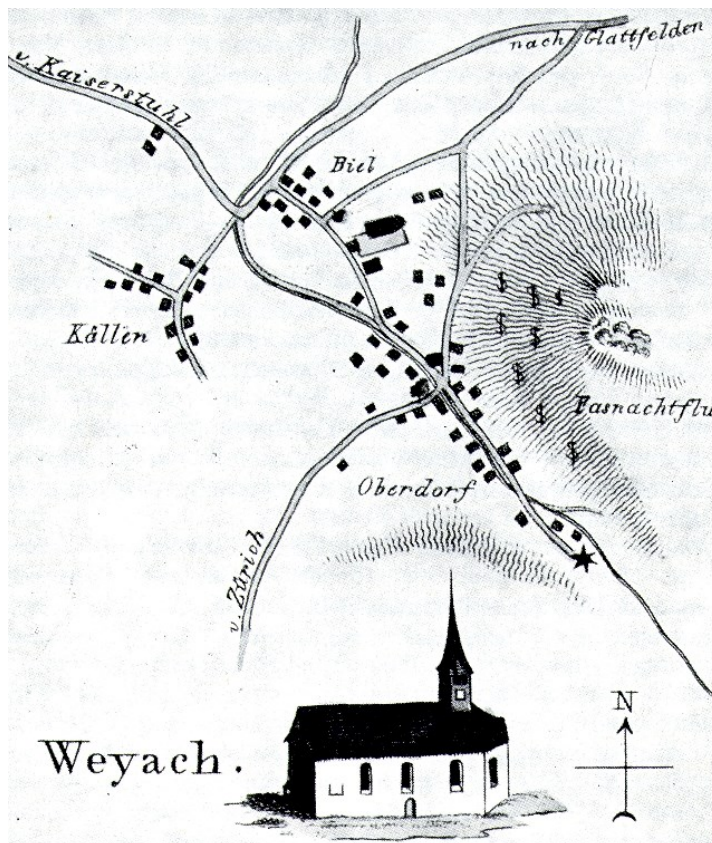 nach Glattfelden
v. Kaiserstuhl
Biel
Källen
Fasnachtflu
Oberdorf
v. Zürich
N
Weyach.